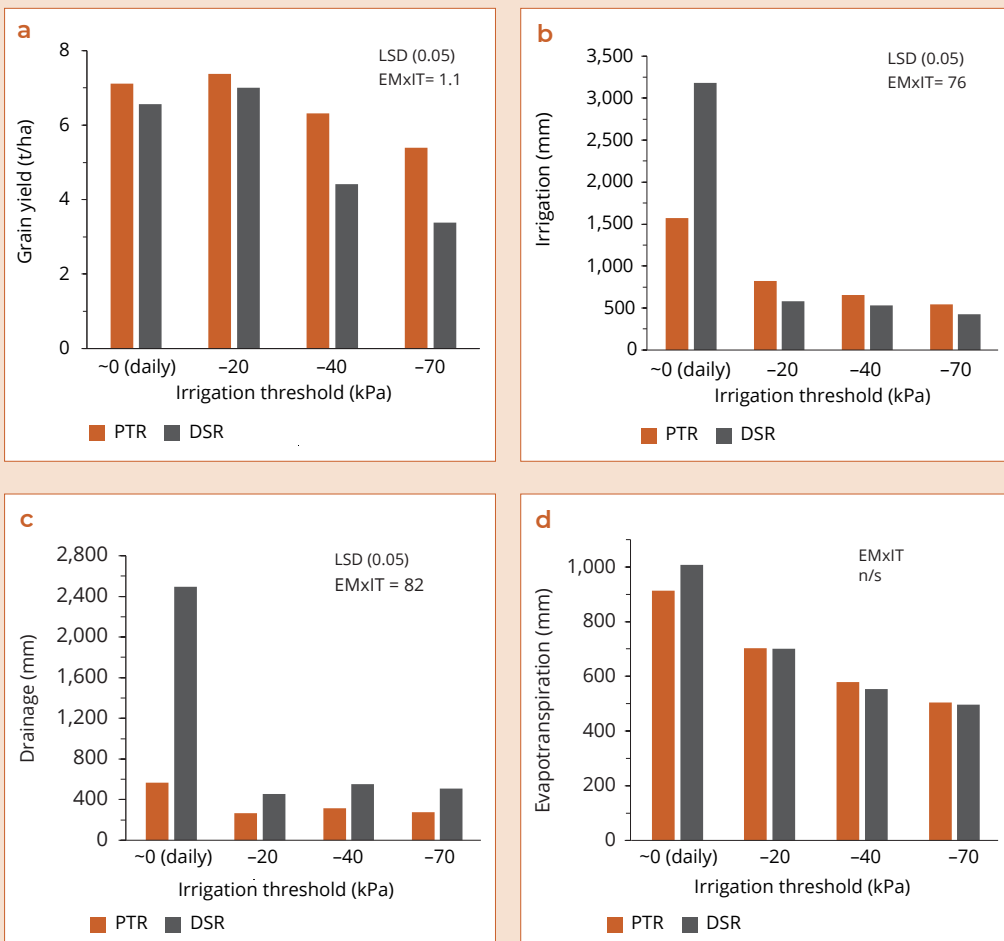 a
LSD (0.05)
EMxIT= 1.1
Grain yield (t/ha)
8
6
4
2
0
~0 (daily) –20 –40 –70
Irrigation threshold (kPa)
PTR DSR
b
LSD (0.05)
EMxIT= 76
Irrigation (mm)
3,500
3,000
2,500
2,000
1,500
1,000
500
0
~0 (daily) –20 –40 –70
Irrigation threshold (kPa)
PTR DSR
c
LSD (0.05)
EMxIT = 82
Drainage (mm)
2,800
2,400
2,000
1,200
1,600
800
400
0
~0 (daily) –20 –40 –70
Irrigation threshold (kPa)
PTR DSR
d
EMxIT
n/s
Evapotranspiration (mm)
1,000
800
600
400
200
0
~0 (daily) –20 –40 –70
Irrigation threshold (kPa)
PTR DSR